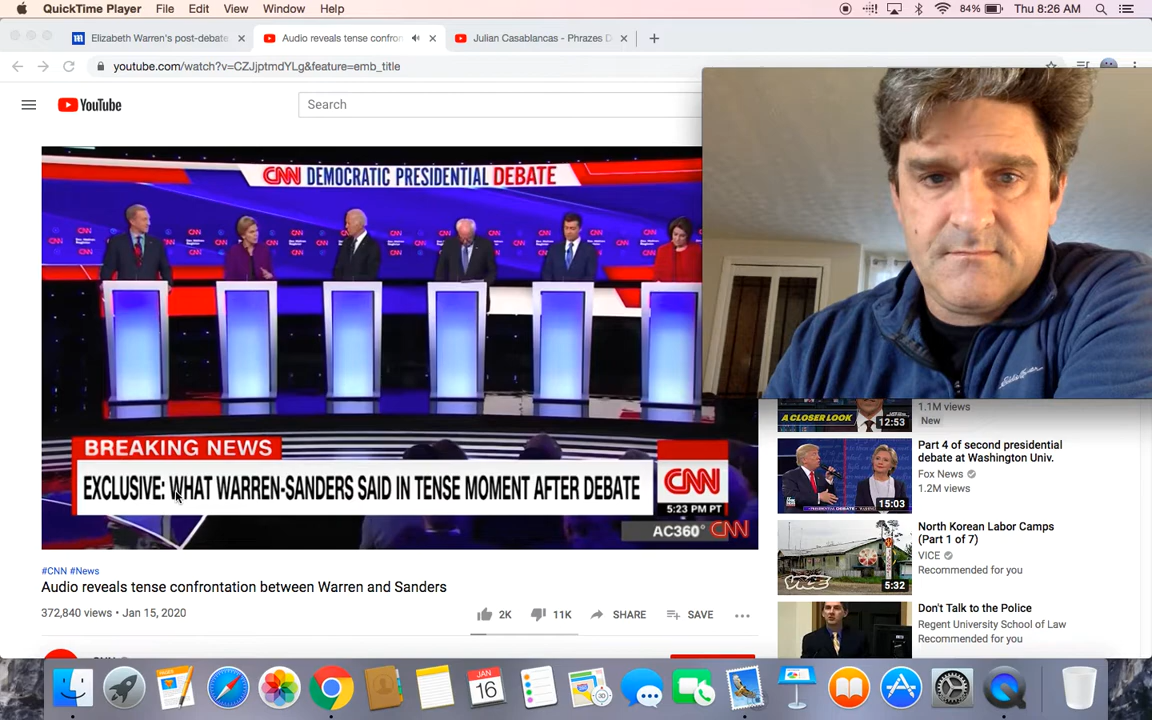 QuickTime Player File Edit View Window Help
84% Thu 8:26 AM
Elizabeth Warren's post-debate
Audio reveals tense confron
Julian Casablancas - Phrazes
youtube.com/watch?v=CZJjptmdYLg&feature=emb_title
YouTube
Search
CNN DEMOCRATIC PRESIDENTIAL DEBATE
BREAKING NEWS
EXCLUSIVE: WHAT WARREN-SANDERS SAID IN TENSE MOMENT AFTER DEBATE
CNN
5:23 PM PT
AC360° CNN
#CNN #News
Audio reveals tense confrontation between Warren and Sanders
372,840 views • Jan 15, 2020
2K 11K SHARE SAVE
A CLOSER LOOK
12:53
1.1M views
New
15:03
Part 4 of second presidential
debate at Washington Univ.
Fox News
1.2M views
VICE
5:32
North Korean Labor Camps
(Part 1 of 7)
VICE
Recommended for you
Don't Talk to the Police
Regent University School of Law
Recommended for you
JAN
16